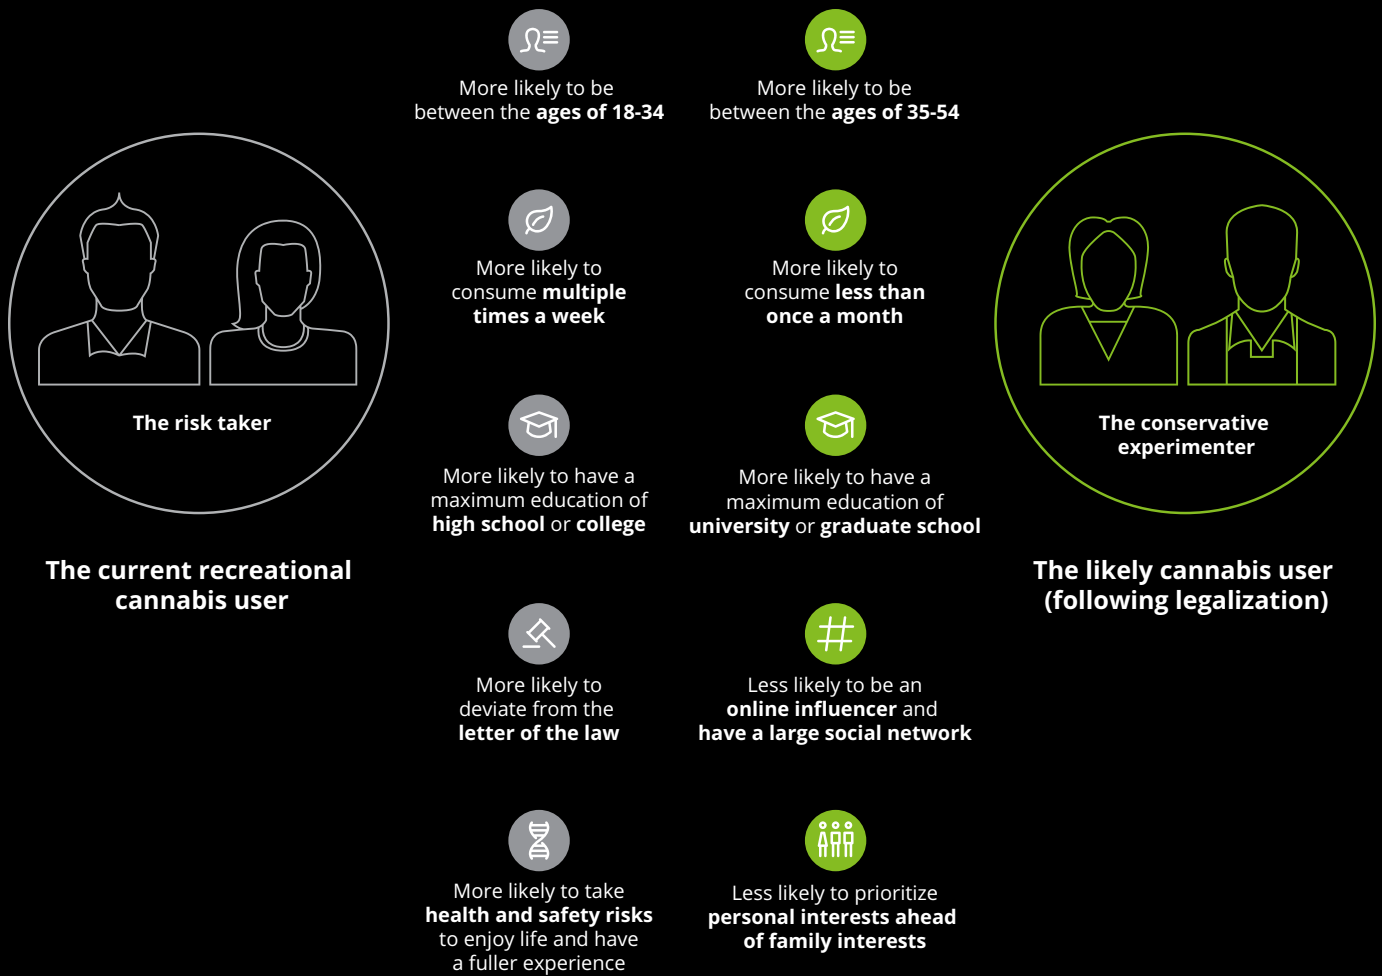 More likely to be
between the ages of 18-34
More likely to
consume multiple
times a week
More likely to have a
maximum education of
high school or college
More likely to
deviate from the
letter of the law
More likely to take
health and safety risks
to enjoy life and have
a fuller experience
More likely to be
between the ages of 35-54
More likely to
consume less than
once a month
More likely to have a
maximum education of
university or graduate school
Less likely to be an
online influencer and
have a large social network
Less likely to prioritize
personal interests ahead
of family interests
The risk taker
The current recreational
cannabis user
The conservative
experimenter
The likely cannabis user
(following legalization)